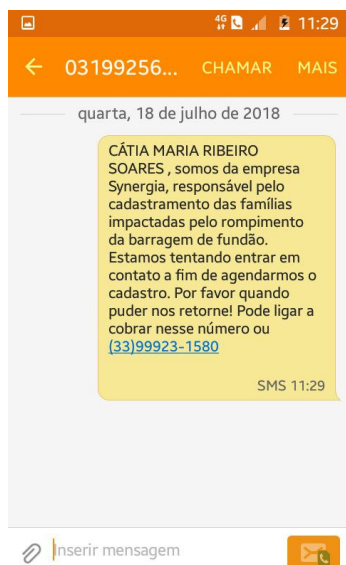 4G 11:29
03199256... CHAMAR MAIS
quarta, 18 de julho de 2018
CÁTIA MARIA RIBEIRO
SOARES , somos da empresa
Synergia, responsável pelo
cadastramento das famílias
impactadas pelo rompimento
da barragem de fundão.
Estamos tentando entrar em
contato a fim de agendarmos o
cadastro. Por favor quando
puder nos retorne! Pode ligar a
cobrar nesse número ou
(33)99923-1580
SMS 11:29
Inserir mensagem